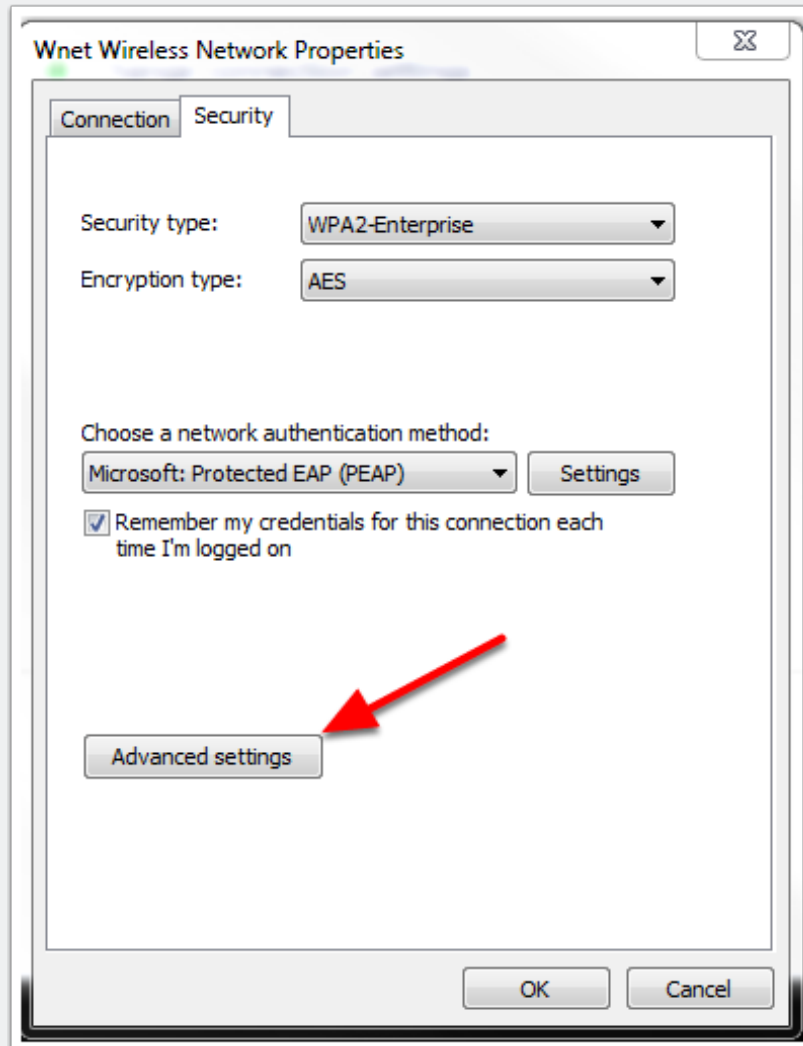 Wnet Wireless Network Properties
Connection
Security
Security type:
WPA2-Enterprise
Encryption type:
AES
Choose a network authentication method:
Microsoft: Protected EAP (PEAP)
Settings
Remember my credentials for this connection each
time I'm logged on
Advanced settings
OK
Cancel